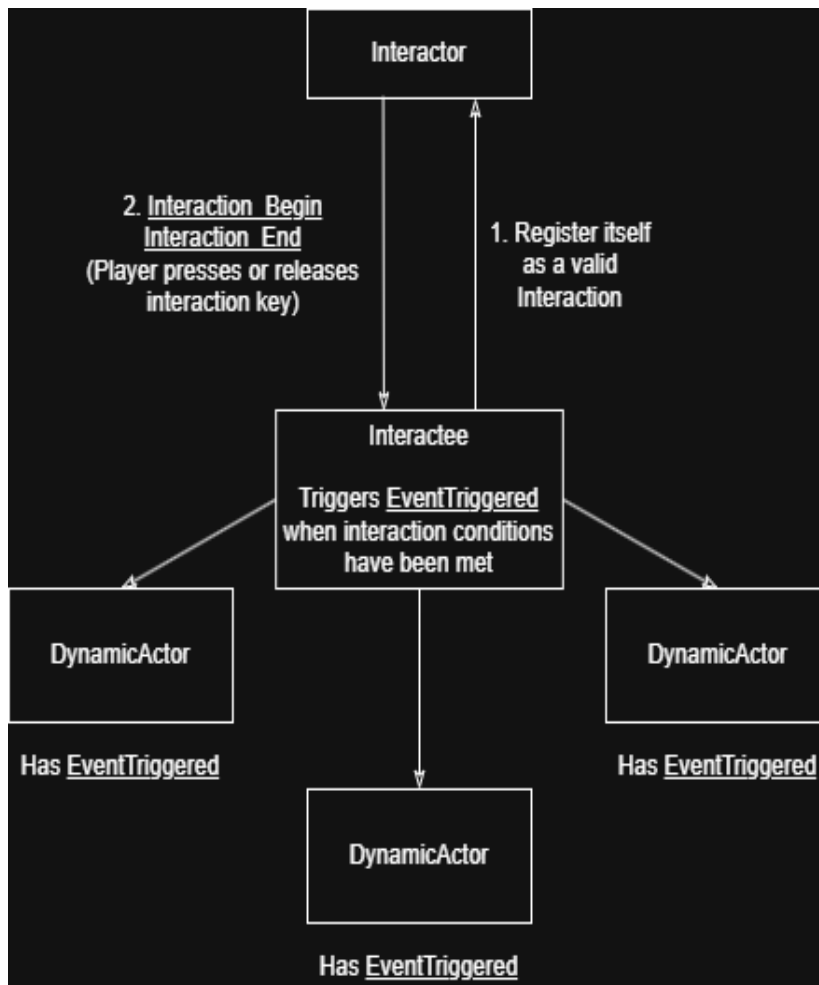 Interactor
2. Interaction_Begin
Interaction_End
(Player presses or releases
interaction key)
1. Register itself
as a valid
Interaction
Interactee
Triggers EventTriggered
when interaction conditions
have been met
DynamicActor
DynamicActor
Has EventTriggered
Has EventTriggered
DynamicActor
Has EventTriggered